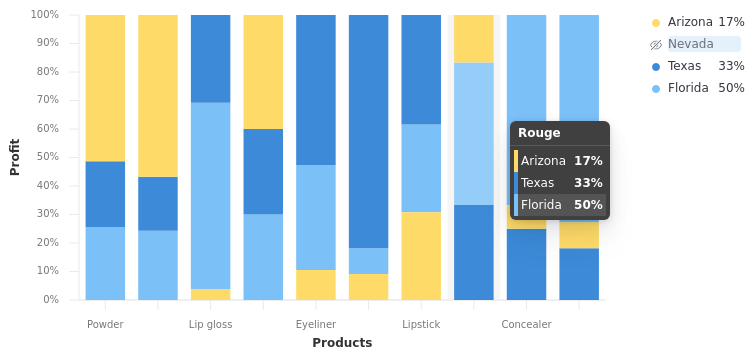 100%
90%
80%
70%
60%
50%
40%
30%
20%
10%
0%
Profit
Powder
Lip gloss
Eyeliner
Lipstick
Concealer
Products
Rouge
Arizona 17%
Texas 33%
Florida 50%
Arizona 17%
Nevada
Texas 33%
Florida 50%